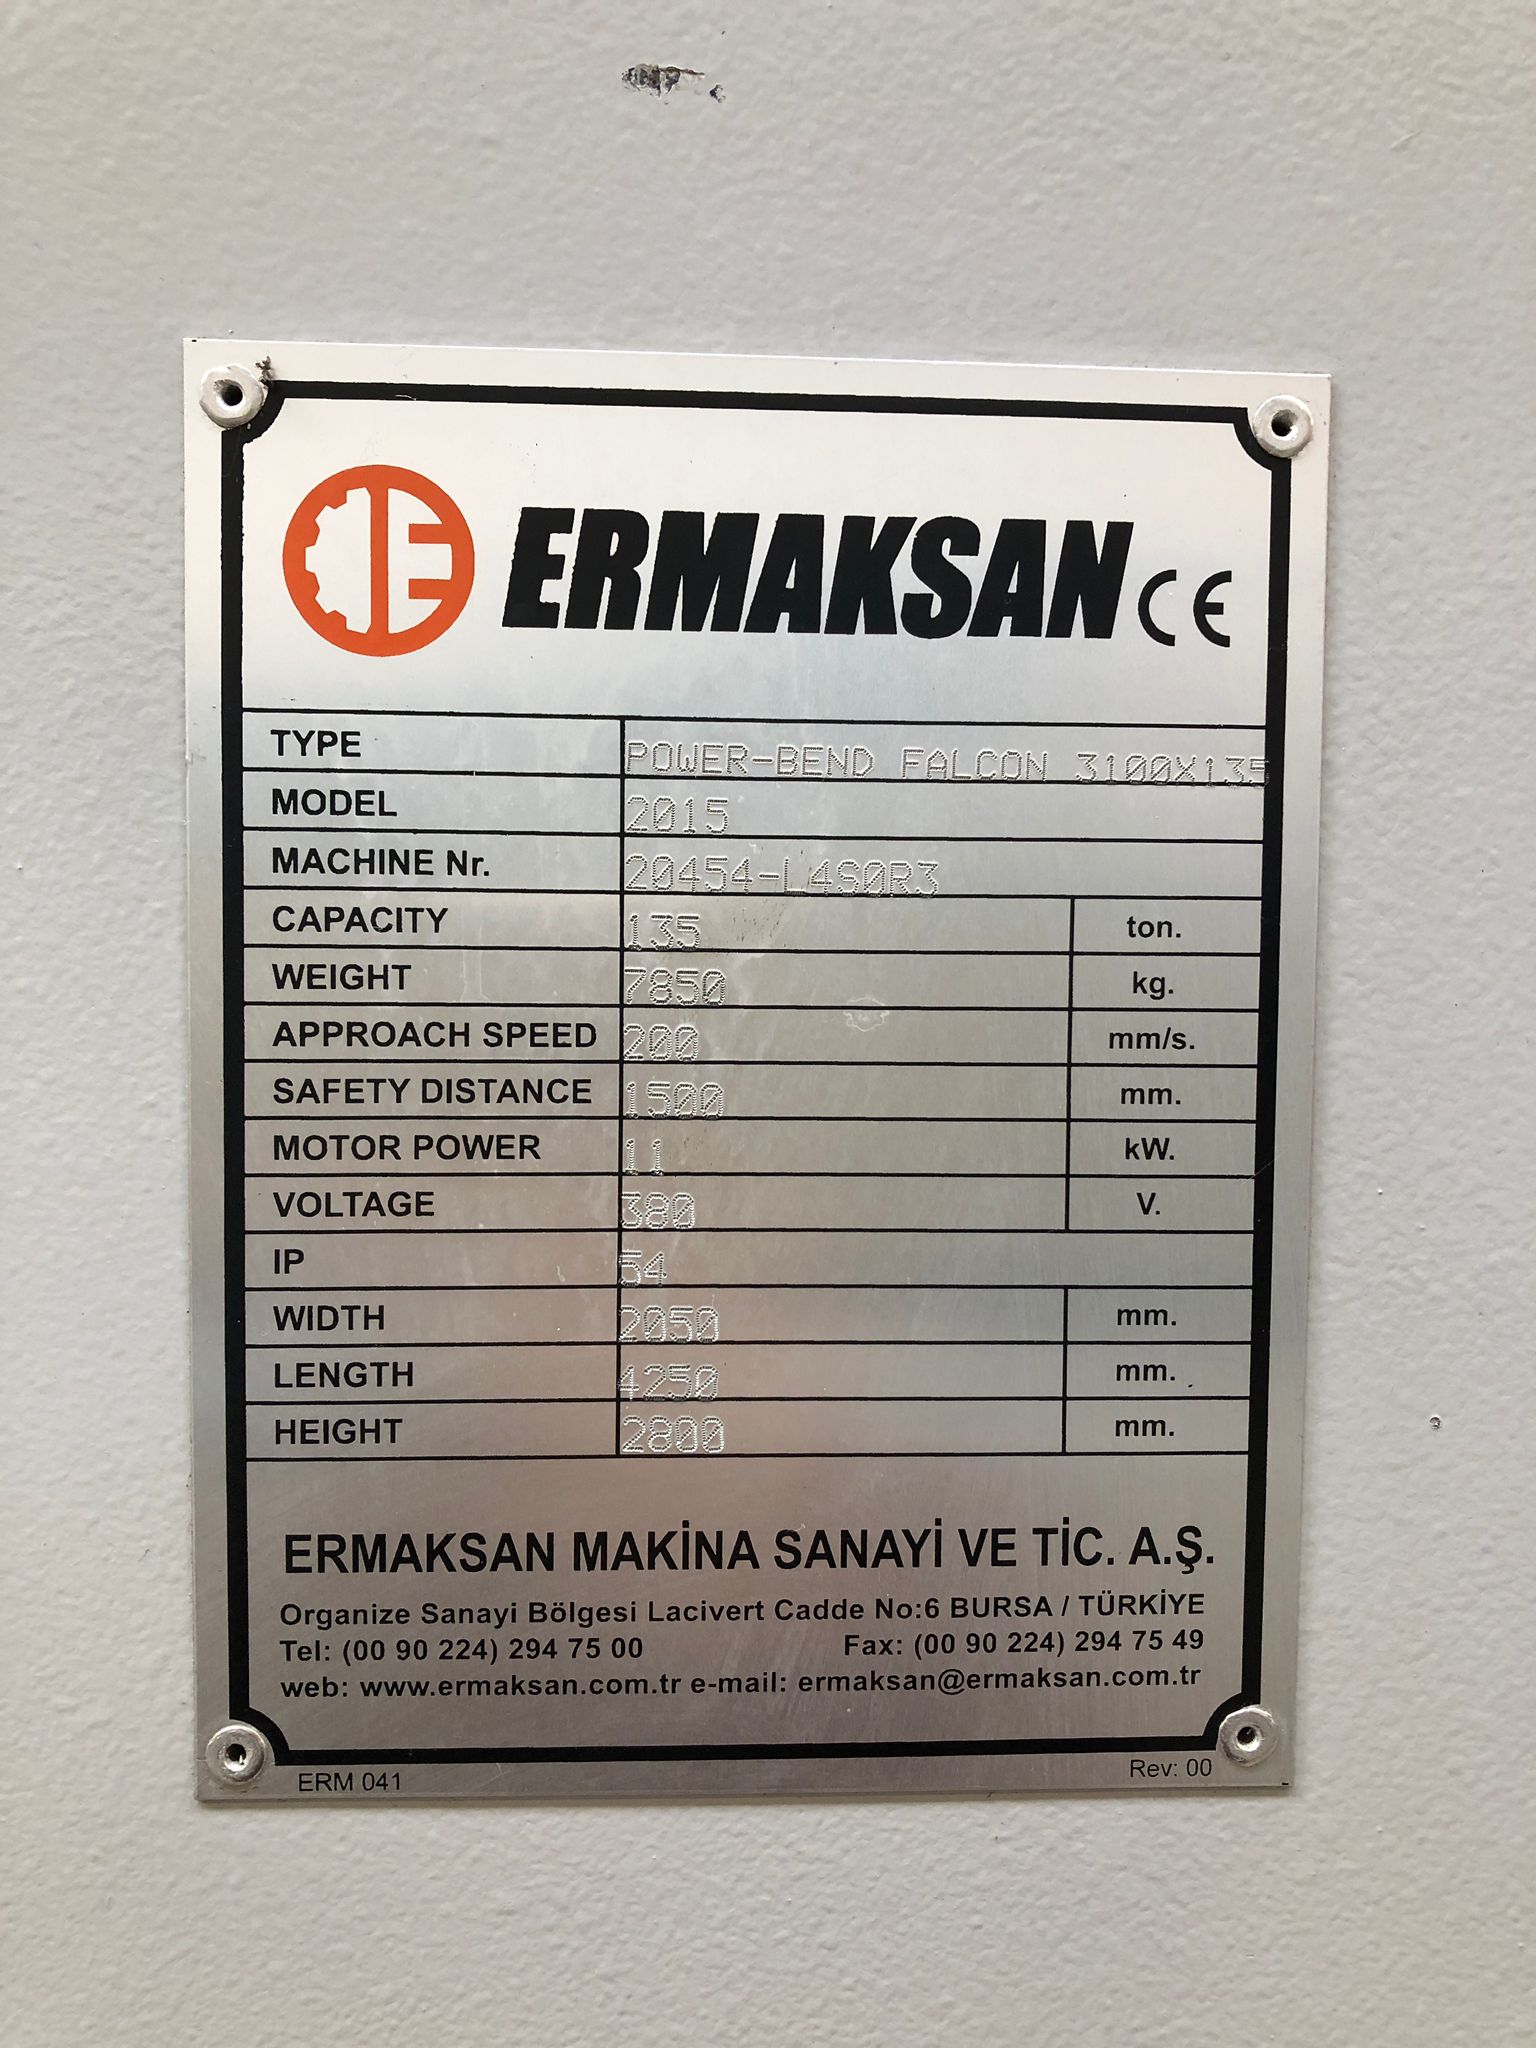 ERMAKSAN CE
TYPE POWER-BEND FALCON 3100X135
MODEL 2015
MACHINE Nr. 20454-L4S0R3
CAPACITY 135 ton.
WEIGHT 7850 kg.
APPROACH SPEED 200 mm/s.
SAFETY DISTANCE 1500 mm.
MOTOR POWER 11 kW.
VOLTAGE 380 V.
IP 54
WIDTH 2050 mm.
LENGTH 4250 mm.
HEIGHT 2800 mm.
ERMAKSAN MAKİNA SANAYİ VE TİC. A.Ş.
Organize Sanayi Bölgesi Lacivert Cadde No:6 BURSA / TÜRKİYE
Tel: (00 90 224) 294 75 00 Fax: (00 90 224) 294 75 49
web: www.ermaksan.com.tr e-mail: ermaksan@ermaksan.com.tr
ERM 041 Rev: 00